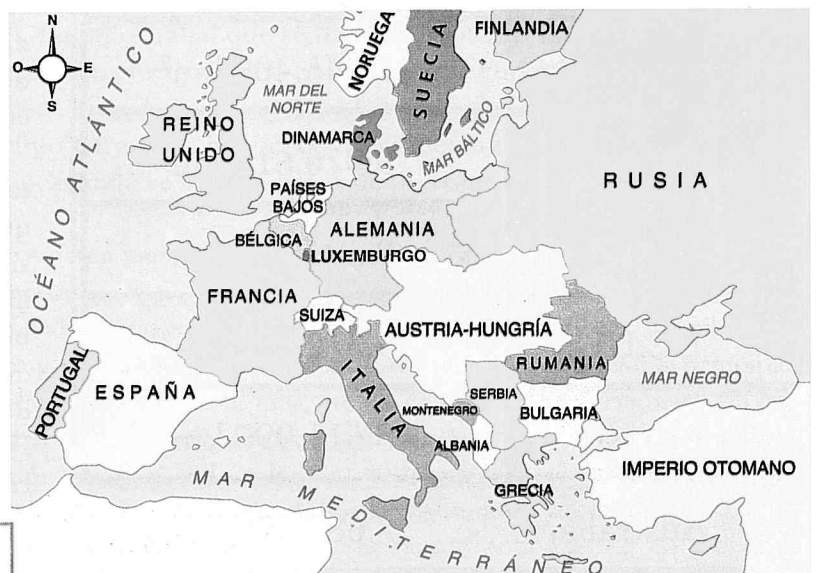 N
O
E
S
OCÉANO ATLÁNTICO
NORUEGA
SUECIA
FINLANDIA
MAR DEL
NORTE
REINO
UNIDO
DINAMARCA
MAR BÁLTICO
RUSIA
PAÍSES
BAJOS
BÉLGICA
ALEMANIA
LUXEMBURGO
FRANCIA
SUIZA
AUSTRIA-HUNGRÍA
RUMANIA
PORTUGAL
ESPAÑA
ITALIA
MONTENEGRO
SERBIA
BULGARIA
MAR NEGRO
ALBANIA
GRECIA
IMPERIO OTOMANO
MAR MEDITERRÁNEO